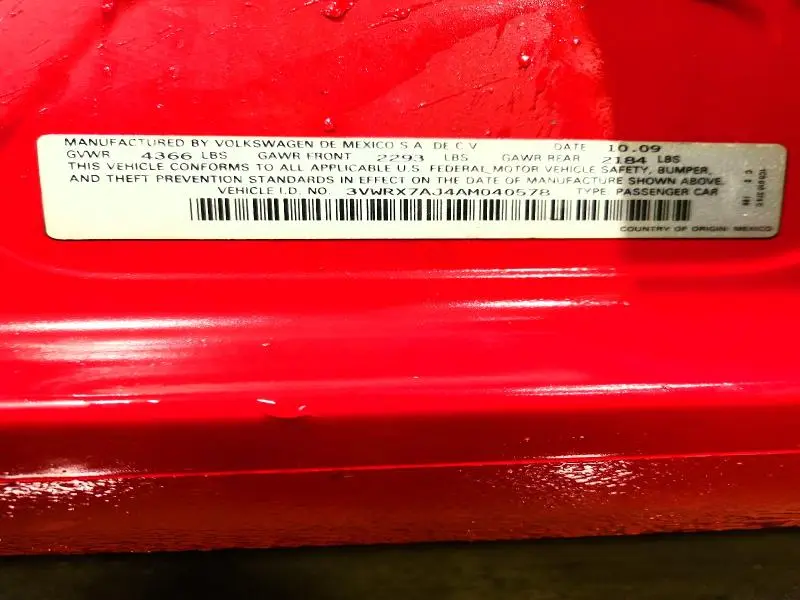 MANUFACTURED BY VOLKSWAGEN DE MEXICO S.A. DE C.V. DATE 10.09
GVWR 4366 LBS GAWR FRONT 2293 LBS GAWR REAR 2184 LBS
THIS VEHICLE CONFORMS TO ALL APPLICABLE U.S. FEDERAL MOTOR VEHICLE SAFETY, BUMPER,
AND THEFT PREVENTION STANDARDS IN EFFECT ON THE DATE OF MANUFACTURE SHOWN ABOVE.
VEHICLE I.D. NO. 3VWRX7AJ4AM040578 TYPE: PASSENGER CAR
COUNTRY OF ORIGIN: MEXICO